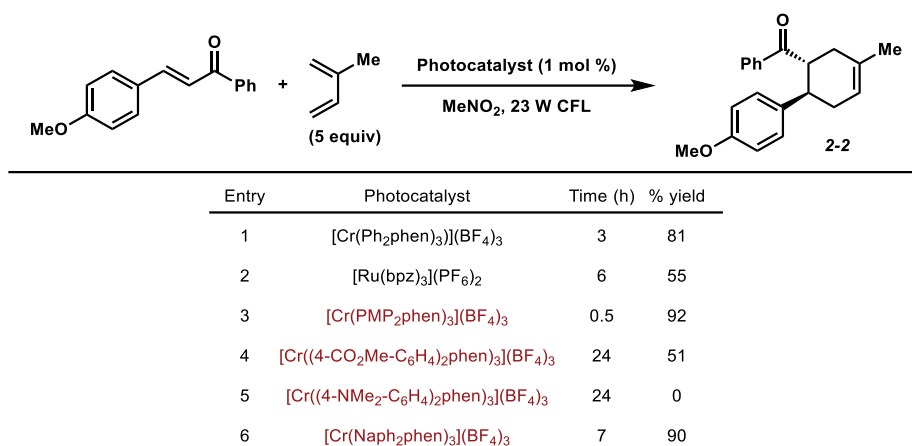 O
Ph
MeO
+
Me
(5 equiv)
Photocatalyst (1 mol %)
MeNO₂, 23 W CFL
O
Ph
Me
MeO
2-2
Entry Photocatalyst Time (h) % yield
1 [Cr(Ph₂phen)₃)](BF₄)₃ 3 81
2 [Ru(bpz)₃](PF₆)₂ 6 55
3 [Cr(PMP₂phen)₃](BF₄)₃ 0.5 92
4 [Cr((4-CO₂Me-C₆H₄)₂phen)₃](BF₄)₃ 24 51
5 [Cr((4-NMe₂-C₆H₄)₂phen)₃](BF₄)₃ 24 0
6 [Cr(Naph₂phen)₃](BF₄)₃ 7 90